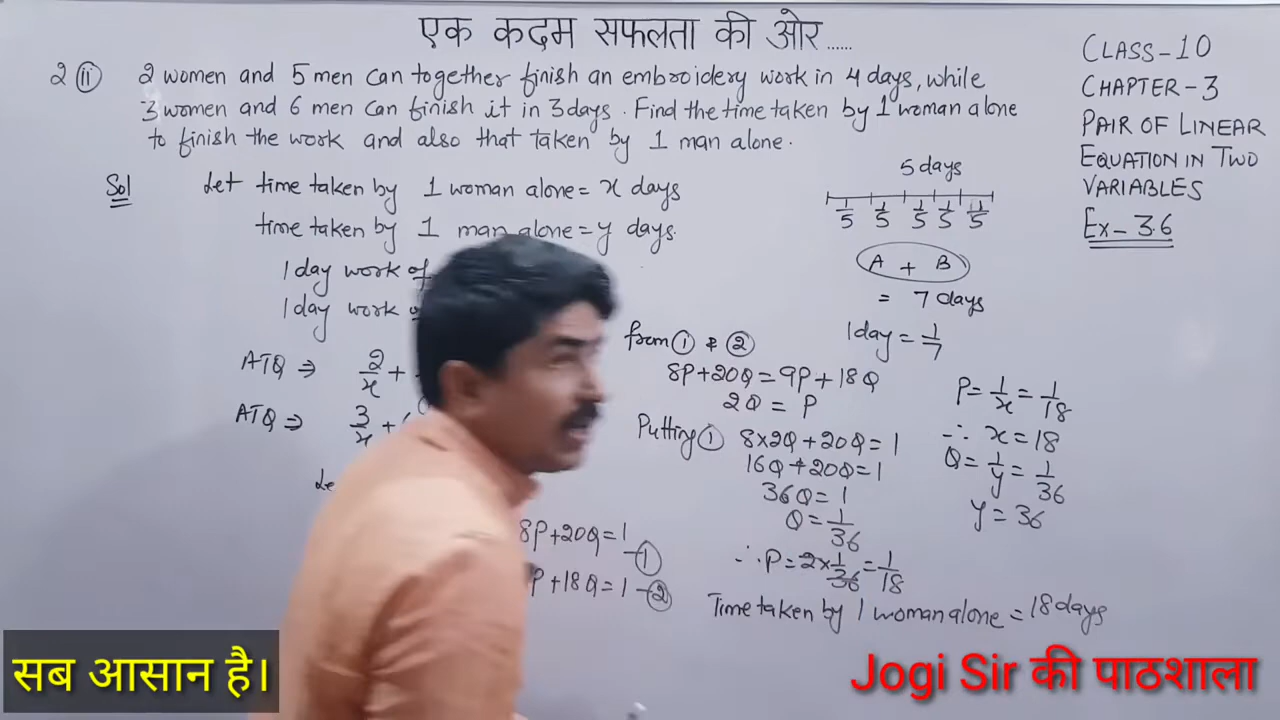 एक कदम सफलता की ओर......
CLASS-10
CHAPTER-3
PAIR OF LINEAR
EQUATION IN TWO
VARIABLES
Ex-3.6
2 (ii) 2 women and 5 men can together finish an embroidery work in 4 days, while
3 women and 6 men can finish it in 3 days. Find the time taken by 1 woman alone
to finish the work and also that taken by 1 man alone.
Sol Let time taken by 1 woman alone = x days
time taken by 1 man alone = y days.
1 day work of
1 day work
ATQ ⇒ 2/x +
ATQ ⇒ 3/x +
8P+20Q=1 —①
P+18Q=1 —②
from ① & ②
8P+20Q=9P+18Q
2Q = P
Putting ① 8×2Q+20Q=1
16Q+20Q=1
36Q=1
Q=1/36
∴ P=2×1/36=1/18
Time taken by 1 woman alone = 18 days
5 days
1/5 1/5 1/5 1/5 1/5
A + B
= 7 days
1 day = 1/7
P=1/x=1/18
∴ x=18
Q=1/y=1/36
y=36
सब आसान है।
Jogi Sir की पाठशाला